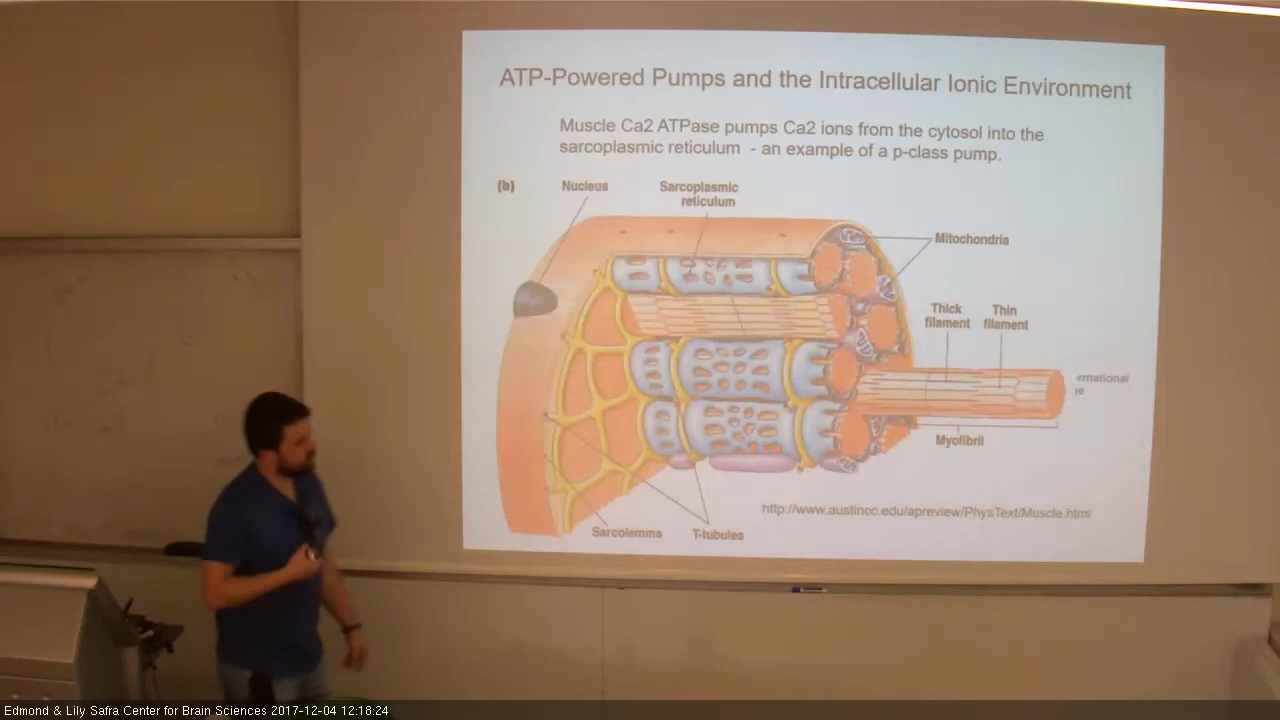 ATP-Powered Pumps and the Intracellular Ionic Environment
Muscle Ca2 ATPase pumps Ca2 ions from the cytosol into the
sarcoplasmic reticulum - an example of a p-class pump.
(b)
Nucleus
Sarcoplasmic
reticulum
Mitochondria
Thick
filament
Thin
filament
Myofibril
http://www.austincc.edu/apreview/PhysText/Muscle.html
Sarcolemma
T-tubules
Edmond & Lily Safra Center for Brain Sciences 2017-12-04 12:18:24